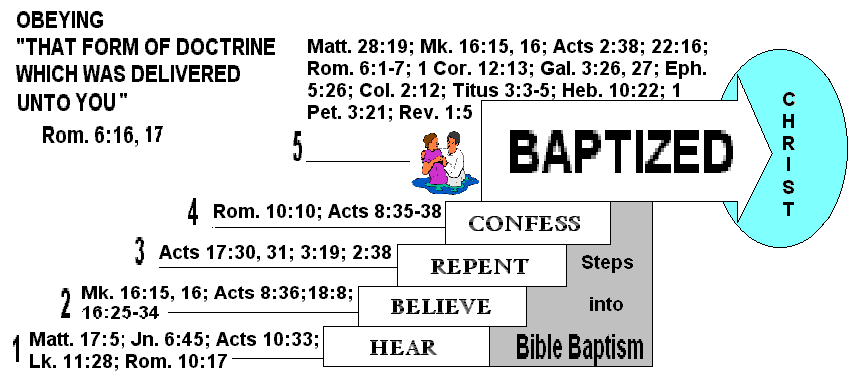 OBEYING
"THAT FORM OF DOCTRINE
WHICH WAS DELIVERED
UNTO YOU"
Rom. 6:16, 17
Matt. 28:19; Mk. 16:15, 16; Acts 2:38; 22:16;
Rom. 6:1-7; 1 Cor. 12:13; Gal. 3:26, 27; Eph.
5:26; Col. 2:12; Titus 3:3-5; Heb. 10:22; 1
Pet. 3:21; Rev. 1:5
5
BAPTIZED
CHRIST
4 Rom. 10:10; Acts 8:35-38
CONFESS
3 Acts 17:30, 31; 3:19; 2:38
REPENT
2 Mk. 16:15, 16; Acts 8:36;18:8;
16:25-34
BELIEVE
1 Matt. 17:5; Jn. 6:45; Acts 10:33;
Lk. 11:28; Rom. 10:17
HEAR
Steps
into
Bible Baptism